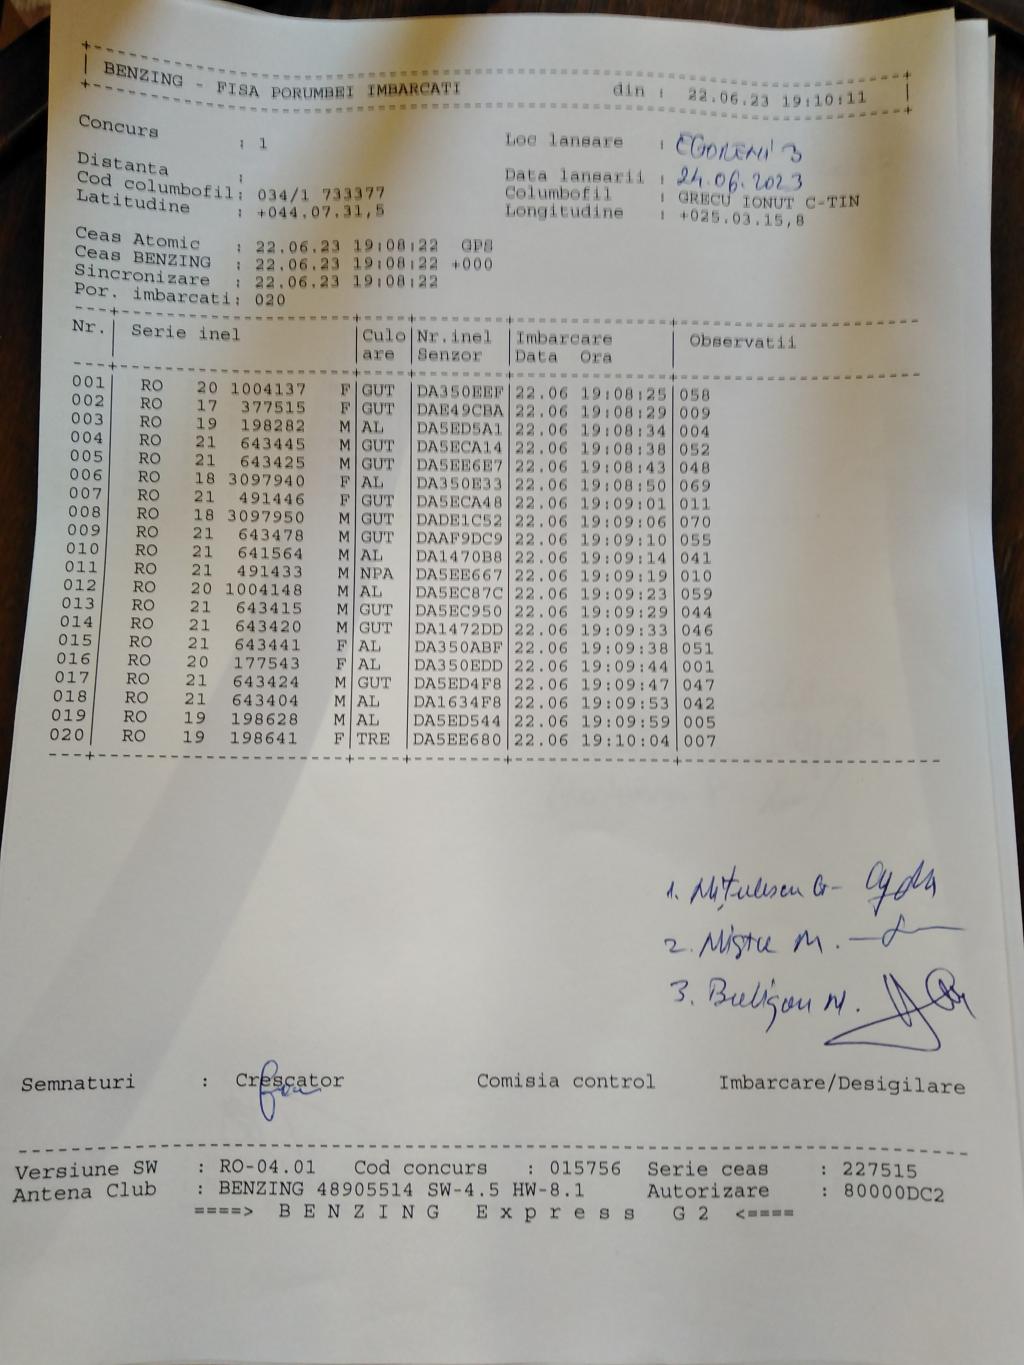 BENZING - FISA PORUMBEI IMBARCATI din : 22.06.23 19:10:11
Concurs : 1 Loc lansare : EGORENI 3
Distanta : Data lansarii : 24.06.2023
Cod columbofil: 034/1 733377 Columbofil : GRECU IONUT C-TIN
Latitudine : +044.07.31,5 Longitudine : +025.03.15,8
Ceas Atomic : 22.06.23 19:08:22 GPS
Ceas BENZING : 22.06.23 19:08:22 +000
Sincronizare : 22.06.23 19:08:22
Por. imbarcati: 020
Nr. Serie inel Culo Nr.inel Imbarcare Observatii
are Senzor Data Ora
001 RO 20 1004137 F GUT DA350EEF 22.06 19:08:25 058
002 RO 17 377515 F GUT DAE49CBA 22.06 19:08:29 009
003 RO 19 198282 M AL DA5ED5A1 22.06 19:08:34 004
004 RO 21 643445 M GUT DA5ECA14 22.06 19:08:38 052
005 RO 21 643425 M GUT DA5EE6E7 22.06 19:08:43 048
006 RO 18 3097940 F AL DA350E33 22.06 19:08:50 069
007 RO 21 491446 F GUT DA5ECA48 22.06 19:09:01 011
008 RO 18 3097950 M GUT DADE1C52 22.06 19:09:06 070
009 RO 21 643478 M GUT DAAF9DC9 22.06 19:09:10 055
010 RO 21 641564 M AL DA1470B8 22.06 19:09:14 041
011 RO 21 491433 M NPA DA5EE667 22.06 19:09:19 010
012 RO 20 1004148 M AL DA5EC87C 22.06 19:09:23 059
013 RO 21 643415 M GUT DA5EC950 22.06 19:09:29 044
014 RO 21 643420 M GUT DA1472DD 22.06 19:09:33 046
015 RO 21 643441 F AL DA350ABF 22.06 19:09:38 051
016 RO 20 177543 F AL DA350EDD 22.06 19:09:44 001
017 RO 21 643424 M GUT DA5ED4F8 22.06 19:09:47 047
018 RO 21 643404 M AL DA1634F8 22.06 19:09:53 042
019 RO 19 198628 M AL DA5ED544 22.06 19:09:59 005
020 RO 19 198641 F TRE DA5EE680 22.06 19:10:04 007
1. Nițulescu G-
2. Miștie M.
3. Buligan M.
Semnaturi : Crescator Comisia control Imbarcare/Desigilare
Versiune SW : RO-04.01 Cod concurs : 015756 Serie ceas : 227515
Antena Club : BENZING 48905514 SW-4.5 HW-8.1 Autorizare : 80000DC2
====> B E N Z I N G E x p r e s s G 2 <====